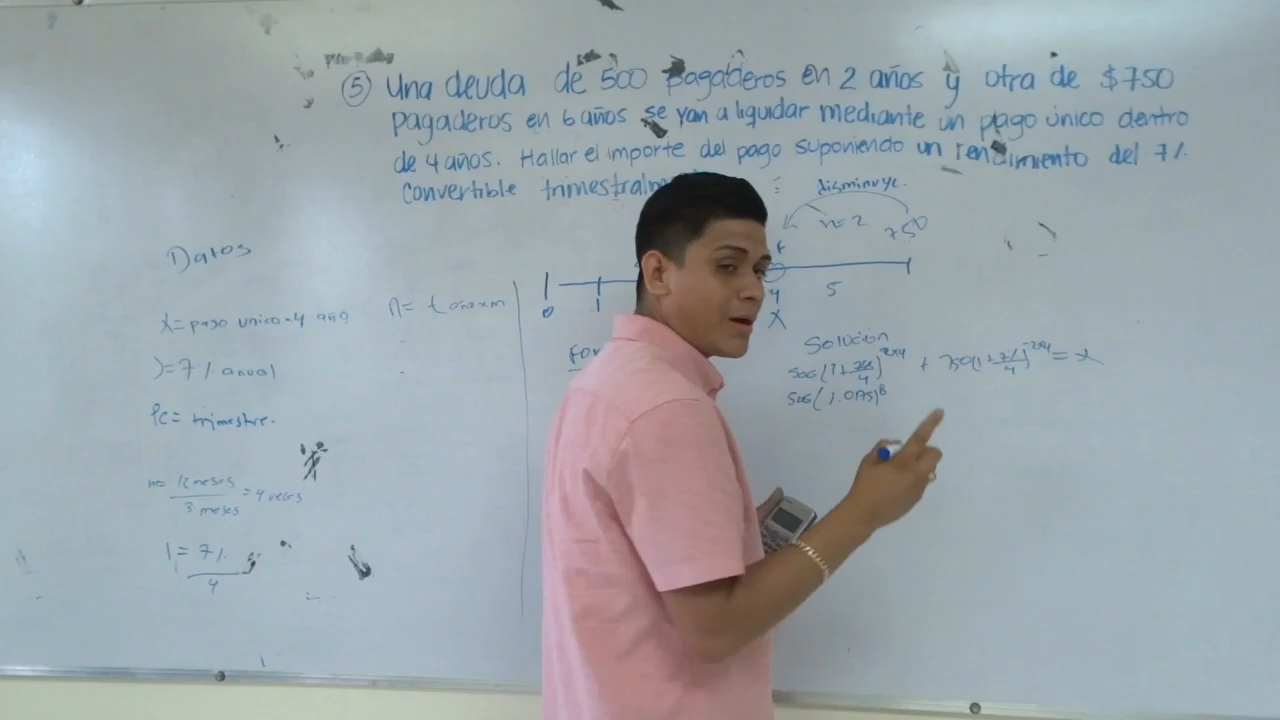 ⑤ Una deuda de 500 pagaderos en 2 años y otra de $750
pagaderos en 6 años se van a liquidar mediante un pago único dentro
de 4 años. Hallar el importe del pago suponiendo un rendimiento del 7%
convertible
disminuye.
n=2
750
0 1 4 5
X
Datos
X=pago unico-4 año
n= t año x m
J=7% anual
Pc= trimestre.
m= 12 meses / 3 meses = 4 veces
i= 7% / 4
Solución
500(1+7%/4)^2x4 + 750(1+7%/4)^-2x4 = X
500(1.0175)^8